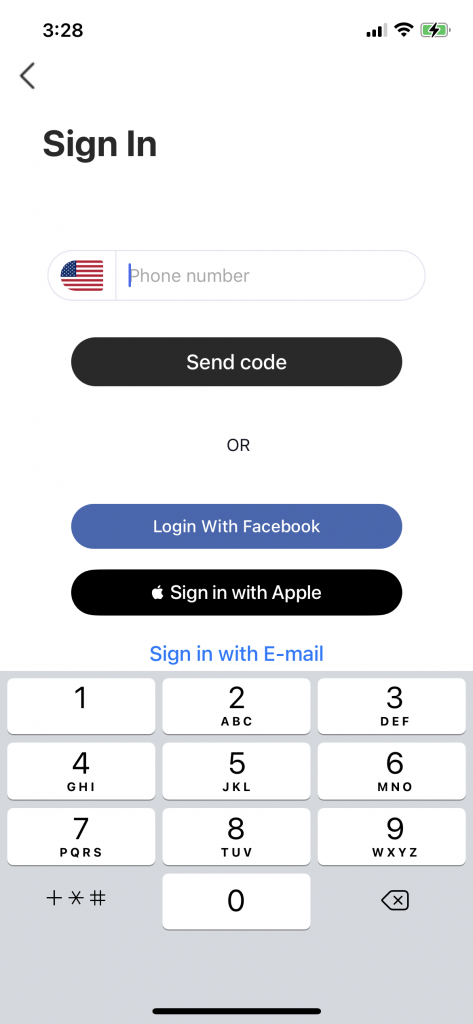 3:28
Sign In
Phone number
Send code
OR
Login With Facebook
Sign in with Apple
Sign in with E-mail
1 2 3
ABC DEF
4 5 6
GHI JKL MNO
7 8 9
PQRS TUV WXYZ
+*# 0